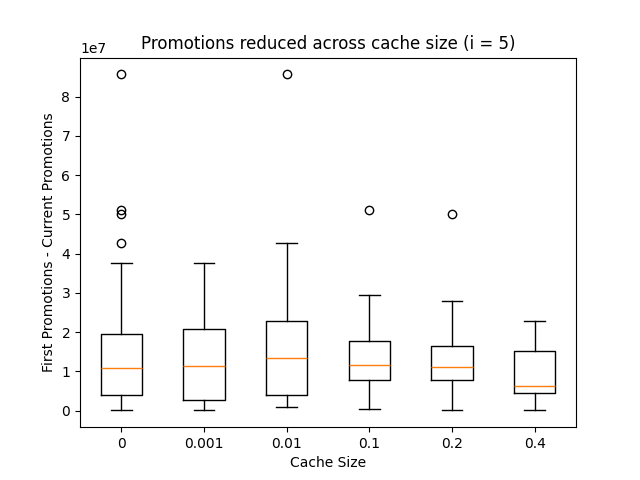 Promotions reduced across cache size (i = 5)
1e7
First Promotions - Current Promotions
8
7
6
5
4
3
2
1
0
0 0.001 0.01 0.1 0.2 0.4
Cache Size